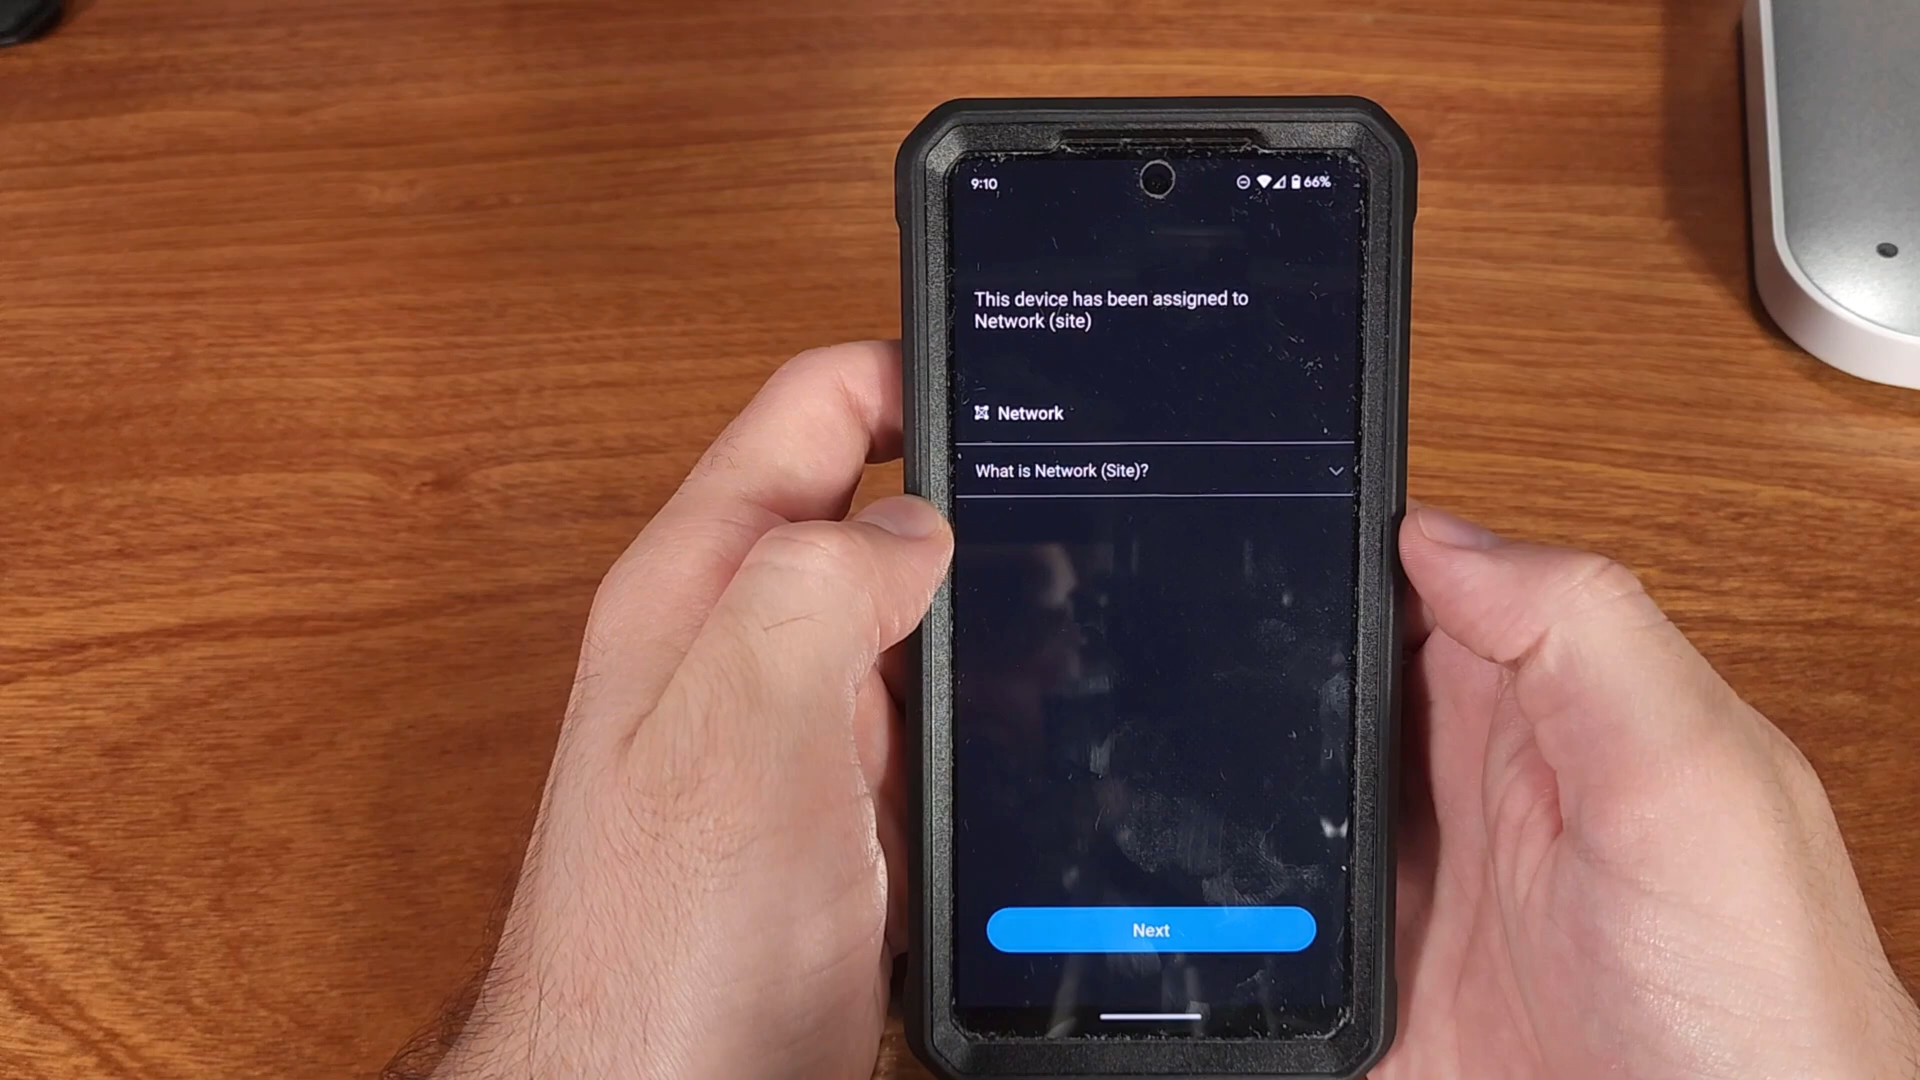 9:10
66%
This device has been assigned to
Network (site)
Network
What is Network (Site)?
Next